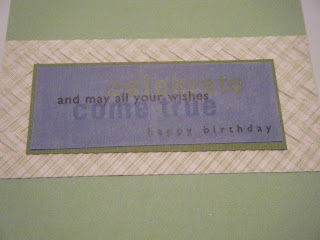 celebrate
and may all your wishes
come true
happy birthday